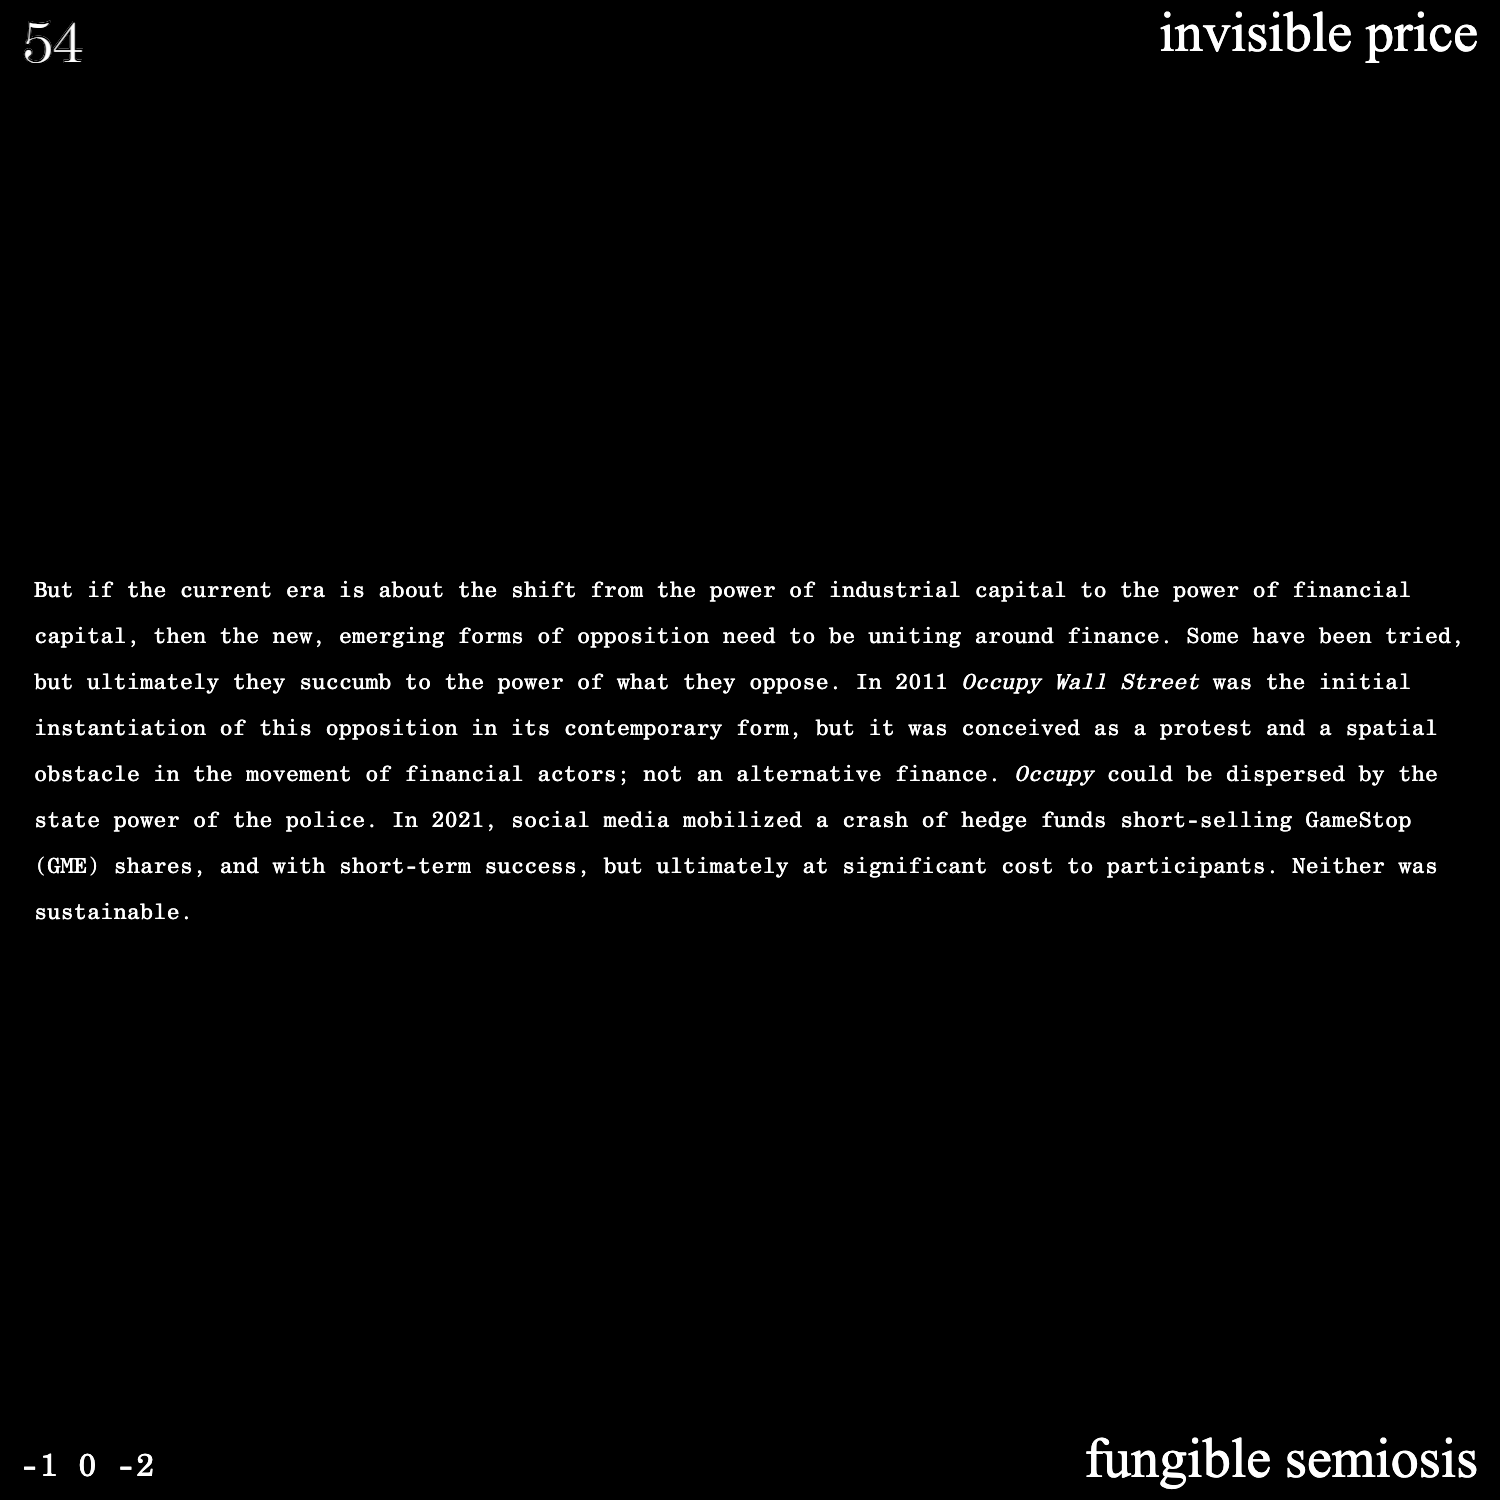 54
invisible price
But if the current era is about the shift from the power of industrial capital to the power of financial
capital, then the new, emerging forms of opposition need to be uniting around finance. Some have been tried,
but ultimately they succumb to the power of what they oppose. In 2011 Occupy Wall Street was the initial
instantiation of this opposition in its contemporary form, but it was conceived as a protest and a spatial
obstacle in the movement of financial actors; not an alternative finance. Occupy could be dispersed by the
state power of the police. In 2021, social media mobilized a crash of hedge funds short-selling GameStop
(GME) shares, and with short-term success, but ultimately at significant cost to participants. Neither was
sustainable.
-1 0 -2
fungible semiosis